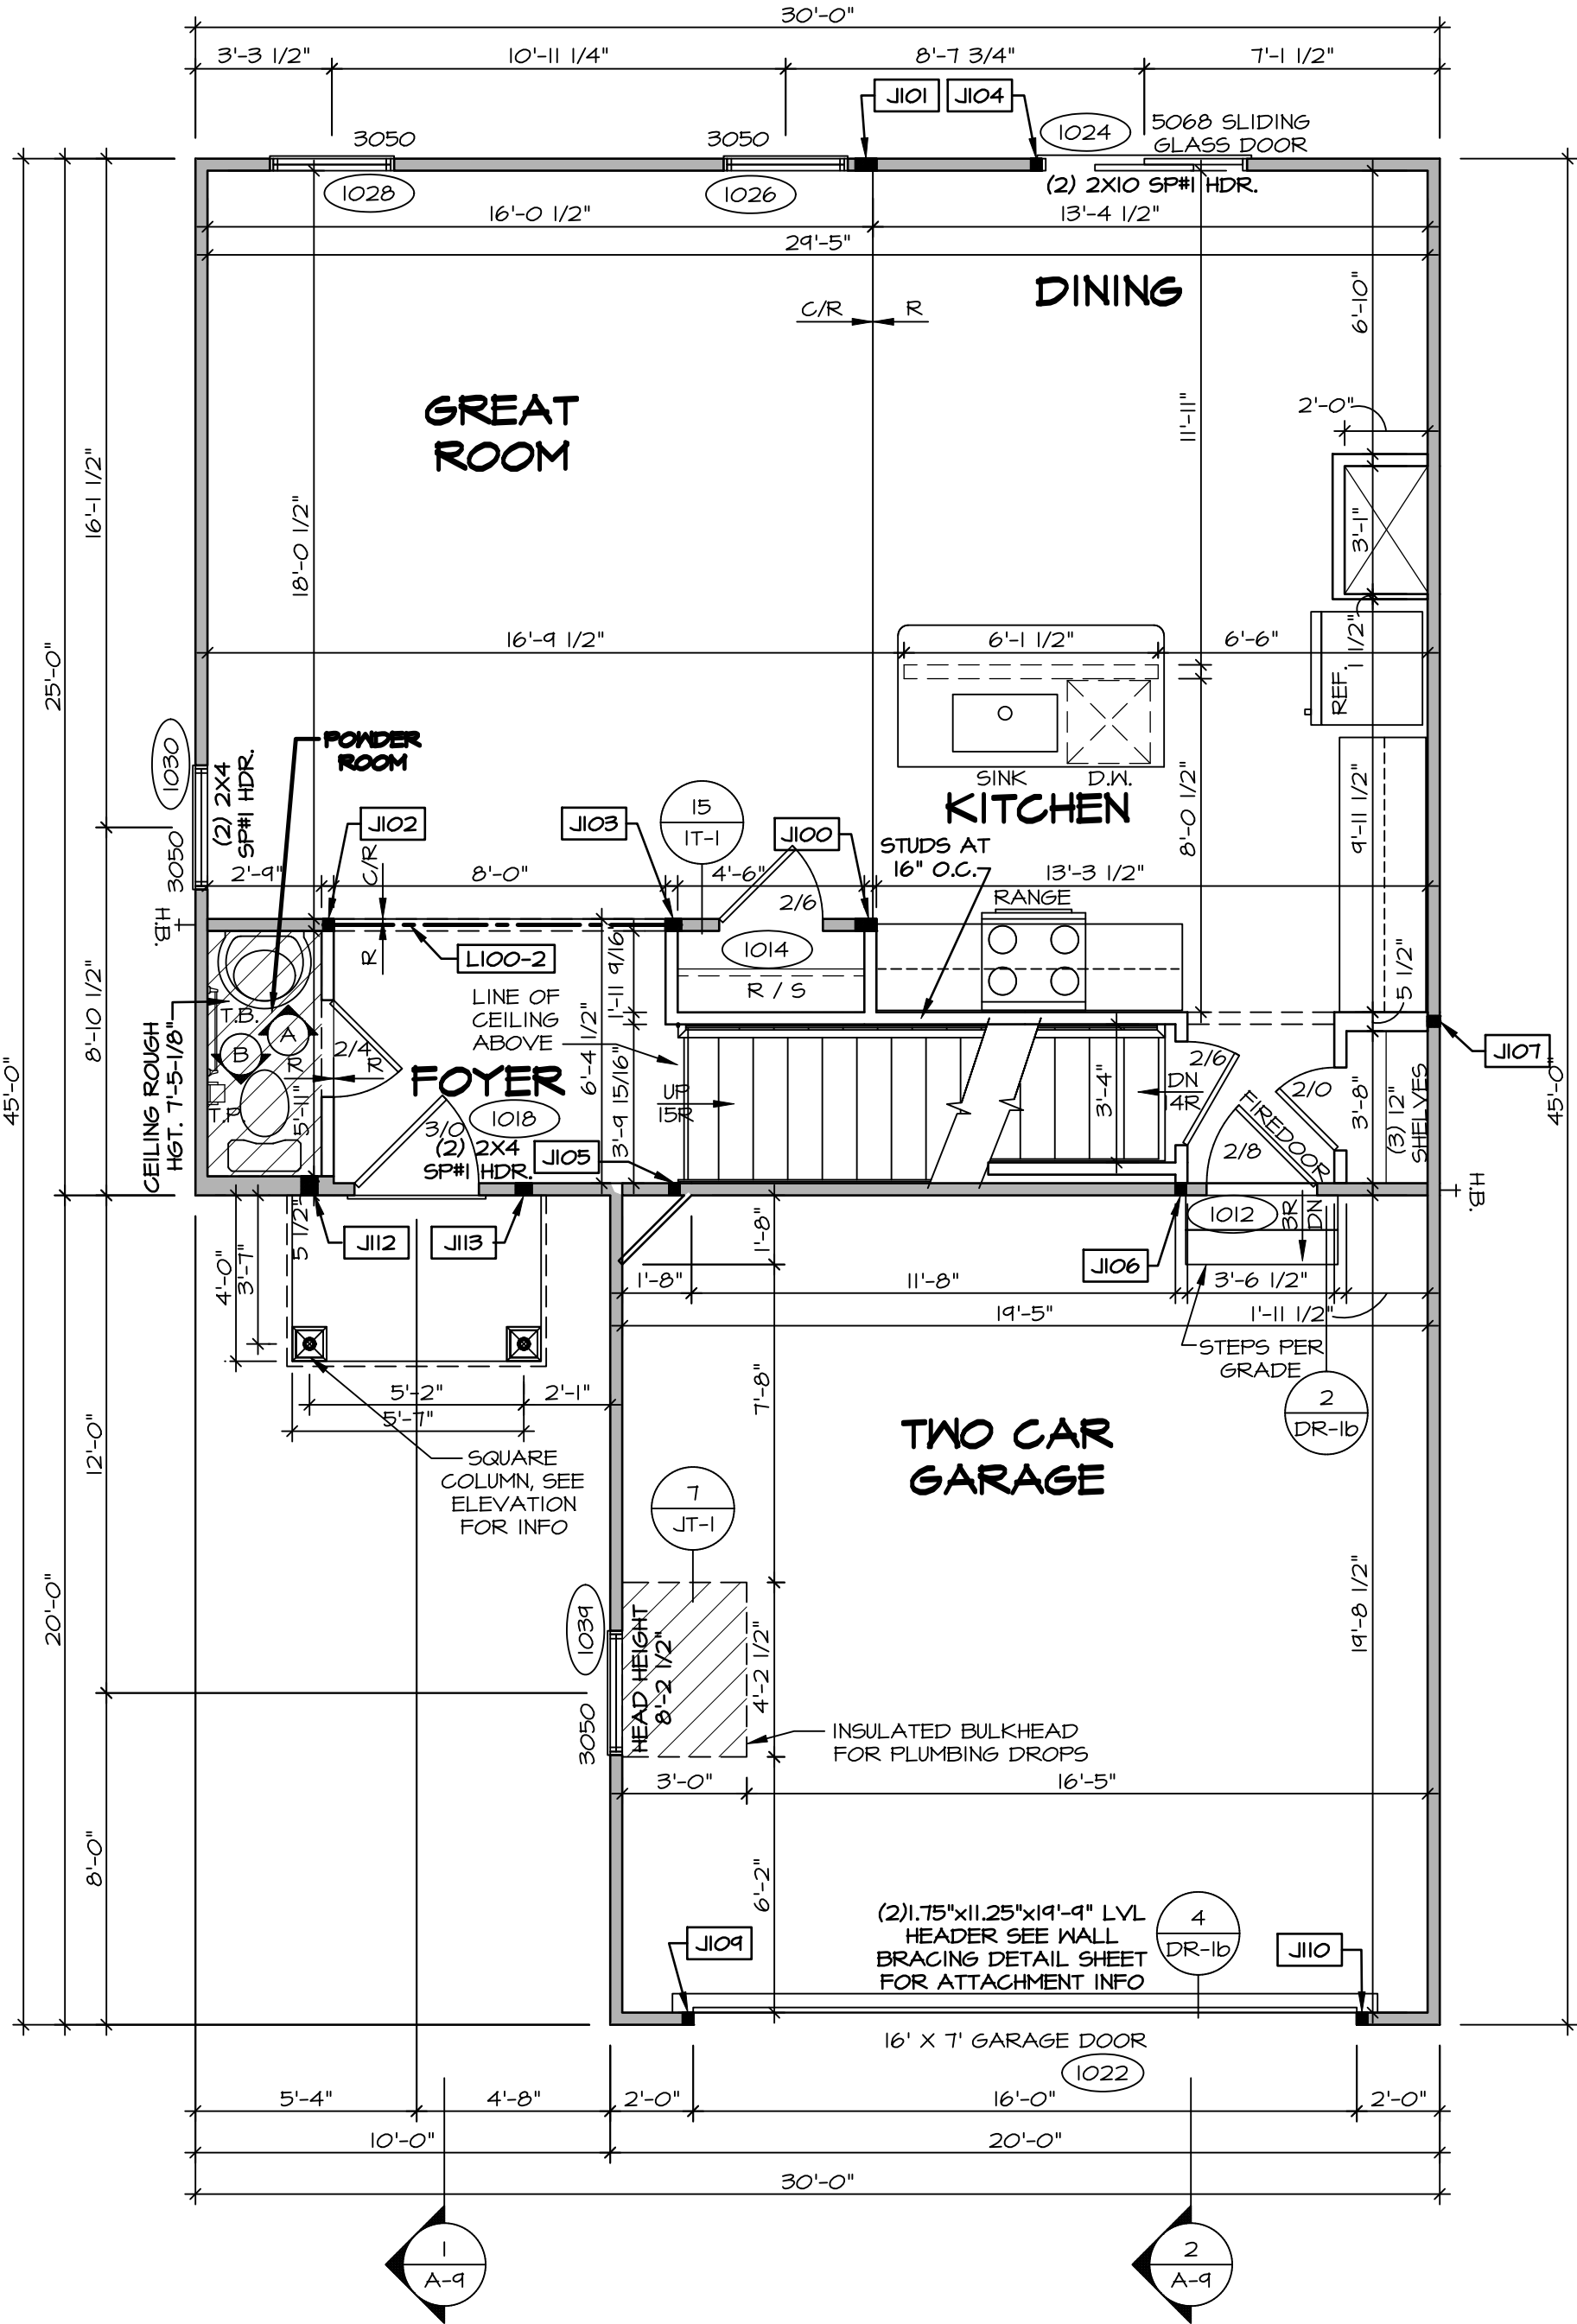 30'-0"
3'-3 1/2"
10'-11 1/4"
8'-7 3/4"
7'-1 1/2"
J101
J104
3050
3050
1024
5068 SLIDING
GLASS DOOR
1028
1026
(2) 2X10 SP#1 HDR.
16'-0 1/2"
13'-4 1/2"
29'-5"
DINING
C/R
R
6'-10"
GREAT
ROOM
11'-11"
2'-0"
16'-1 1/2"
18'-0 1/2"
3'-1"
25'-0"
16'-9 1/2"
6'-1 1/2"
6'-6"
1 1/2"
REF.
1030
(2) 2X4
SP#1 HDR.
3050
POWDER
ROOM
SINK
D.W.
KITCHEN
8'-0 1/2"
9'-11 1/2"
J102
J103
15
1T-1
J100
STUDS AT
16" O.C.
2'-9"
C/R
8'-0"
4'-6"
13'-3 1/2"
2/6
RANGE
H.B.
R
L100-2
1'-11 9/16"
1014
R / S
5 1/2"
8'-10 1/2"
CEILING ROUGH
HGT. 7'-5-1/8"
T.B.
A
B
R
R
2/4
T.P.
5'-11"
LINE OF
CEILING
ABOVE
6'-4 1/2"
FOYER
1018
3/0
(2) 2X4
SP#1 HDR.
3'-9 15/16"
J105
UP
15R
3'-4"
DN
14R
2/6
2/0
FIREDOOR
2/8
3'-8"
(3) 12"
SHELVES
J107
45'-0"
45'-0"
H.B.
5 1/2"
J112
J113
4'-0"
3'-7"
1'-8"
1012
3R
DN
J106
1'-8"
11'-8"
3'-6 1/2"
19'-5"
1'-11 1/2"
STEPS PER
GRADE
5'-2"
2'-1"
5'-7"
7'-8"
2
DR-1b
12'-0"
SQUARE
COLUMN, SEE
ELEVATION
FOR INFO
TWO CAR
GARAGE
7
JT-1
20'-0"
1039
3050
HEAD HEIGHT
8'-2 1/2"
4'-2 1/2"
19'-8 1/2"
INSULATED BULKHEAD
FOR PLUMBING DROPS
3'-0"
16'-5"
8'-0"
6'-2"
(2)1.75"x11.25"x19'-9" LVL
HEADER SEE WALL
BRACING DETAIL SHEET
FOR ATTACHMENT INFO
4
DR-1b
J109
J110
16' X 7' GARAGE DOOR
1022
5'-4"
4'-8"
2'-0"
16'-0"
2'-0"
10'-0"
20'-0"
30'-0"
1
A-9
2
A-9